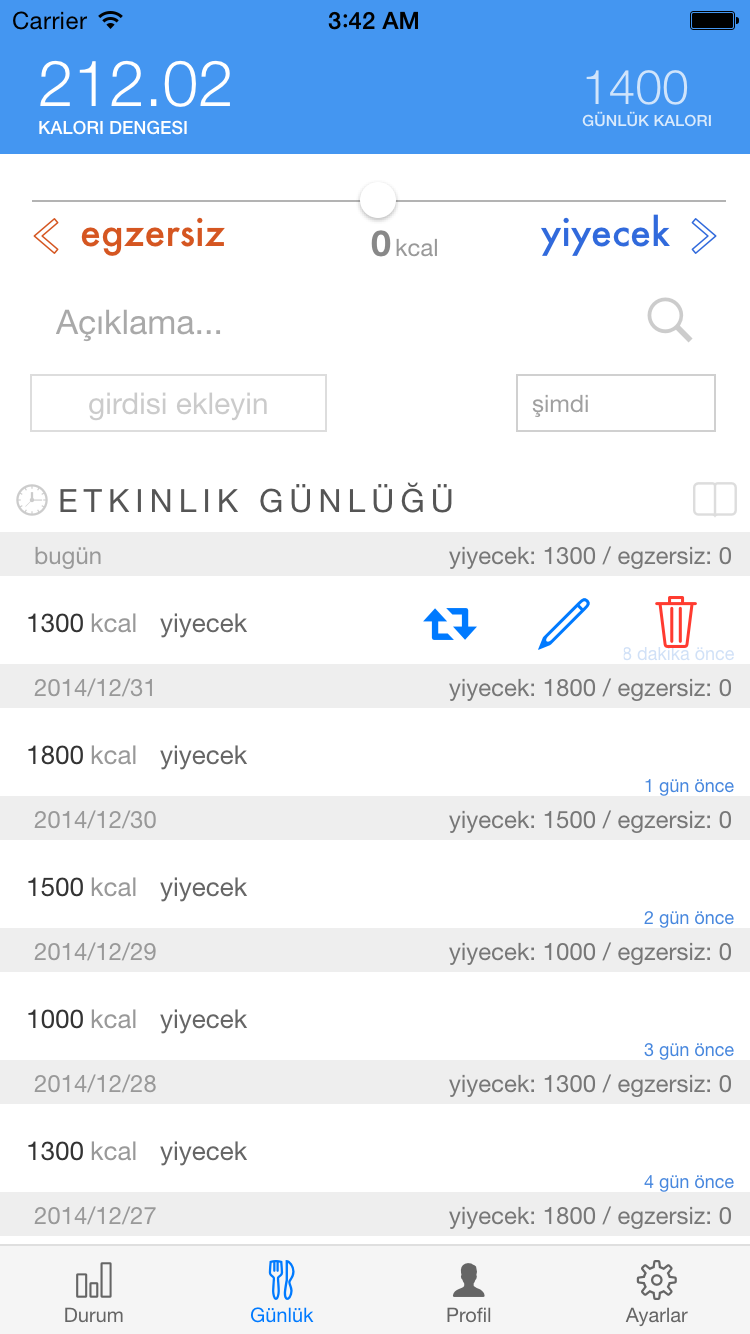 Carrier 3:42 AM
212.02 1400
KALORI DENGESI GÜNLÜK KALORI
egzersiz 0 kcal yiyecek
Açıklama...
girdisi ekleyin şimdi
ETKINLIK GÜNLÜĞÜ
bugün yiyecek: 1300 / egzersiz: 0
1300 kcal yiyecek
8 dakika önce
2014/12/31 yiyecek: 1800 / egzersiz: 0
1800 kcal yiyecek
1 gün önce
2014/12/30 yiyecek: 1500 / egzersiz: 0
1500 kcal yiyecek
2 gün önce
2014/12/29 yiyecek: 1000 / egzersiz: 0
1000 kcal yiyecek
3 gün önce
2014/12/28 yiyecek: 1300 / egzersiz: 0
1300 kcal yiyecek
4 gün önce
2014/12/27 yiyecek: 1800 / egzersiz: 0
Durum Günlük Profil Ayarlar